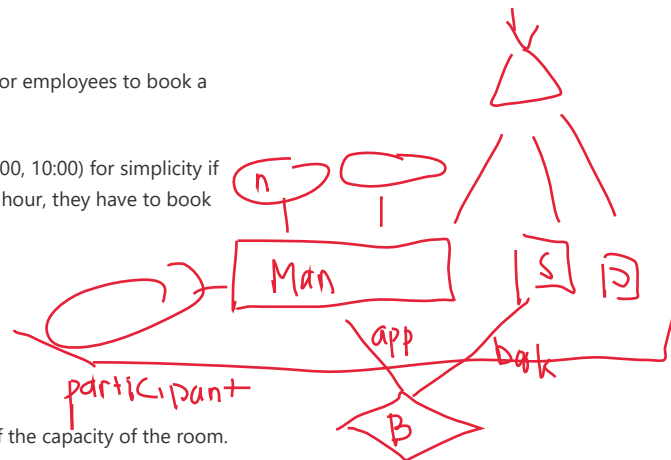 or employees to book a
00, 10:00) for simplicity if
hour, they have to book
n
Man
S
app
participant
B
f the capacity of the room.